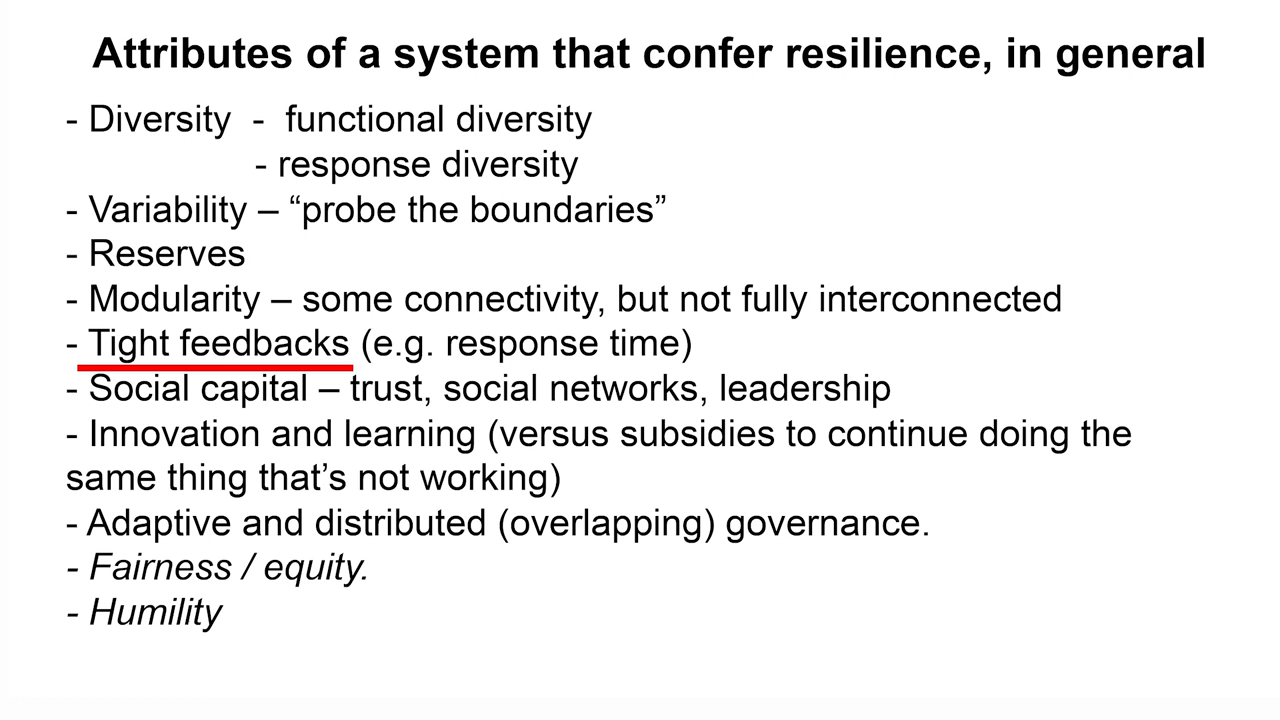 Attributes of a system that confer resilience, in general
- Diversity - functional diversity
- response diversity
- Variability – “probe the boundaries”
- Reserves
- Modularity – some connectivity, but not fully interconnected
- Tight feedbacks (e.g. response time)
- Social capital – trust, social networks, leadership
- Innovation and learning (versus subsidies to continue doing the
same thing that’s not working)
- Adaptive and distributed (overlapping) governance.
- Fairness / equity.
- Humility